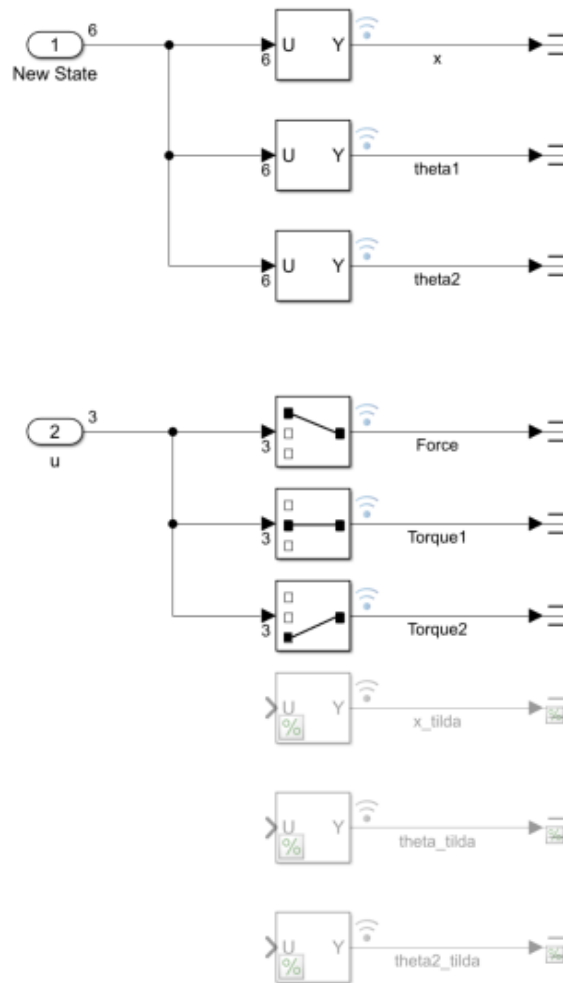 6
1
New State
6
U Y
x
6
U Y
theta1
6
U Y
theta2
3
2
u
3
Force
3
Torque1
3
Torque2
U Y
%
x_tilda
%
U Y
%
theta_tilda
%
U Y
%
theta2_tilda
%